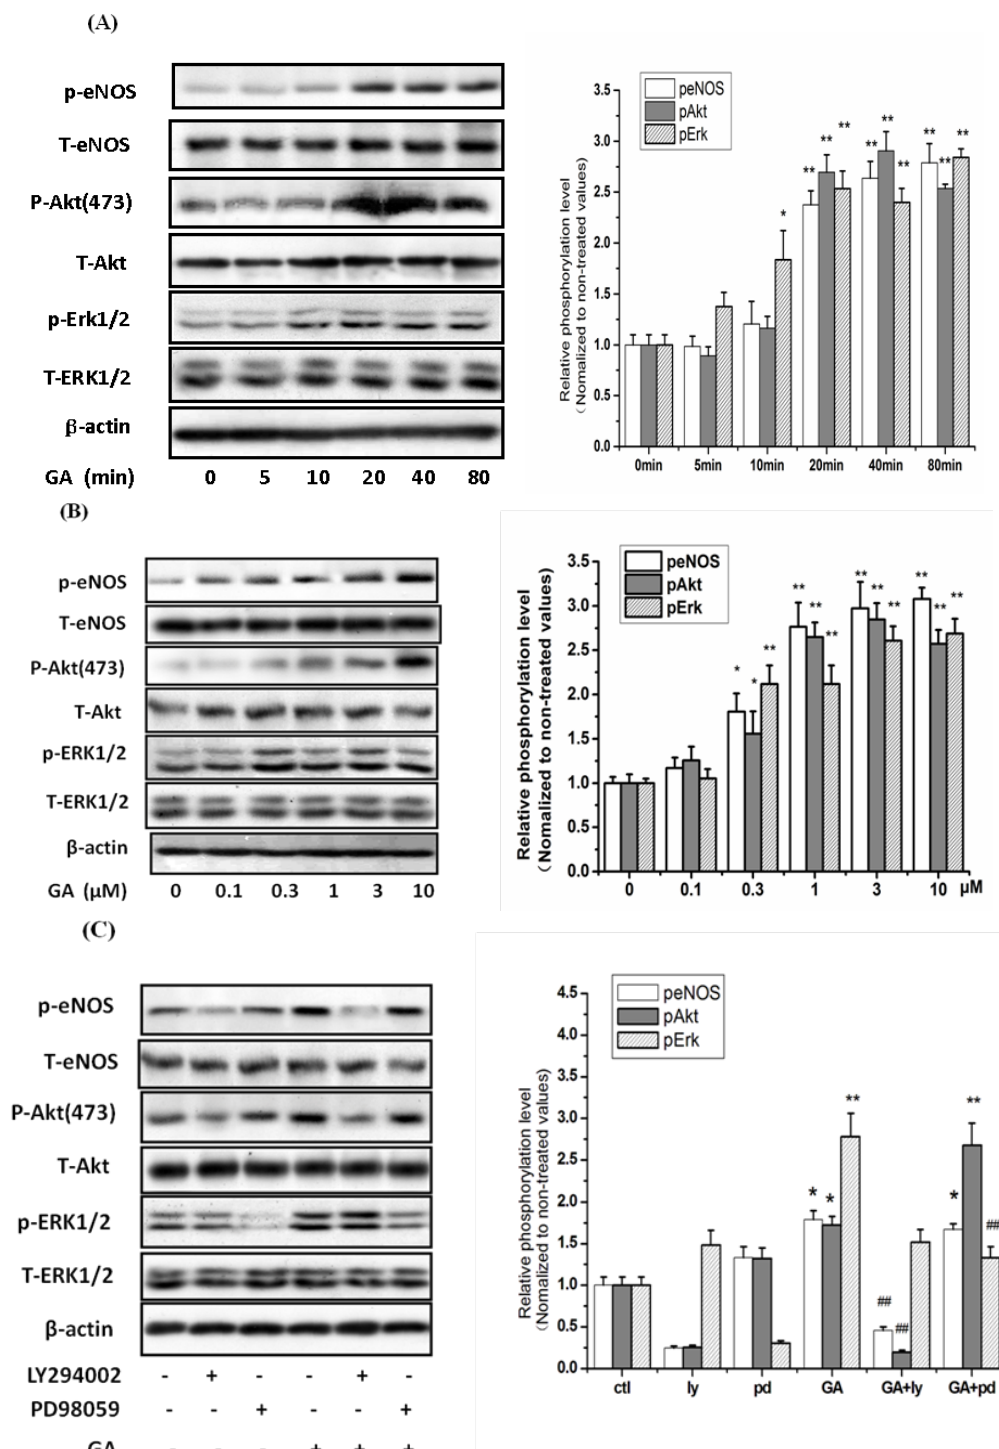 (A)
p-eNOS
T-eNOS
P-Akt(473)
T-Akt
p-Erk1/2
T-ERK1/2
β-actin
GA (min) 0 5 10 20 40 80
Relative phosphorylation level
(Nomalized to non-treated values)
3.5
3.0
2.5
2.0
1.5
1.0
0.5
0.0
peNOS
pAkt
pErk
*
** ** **
** ** **
** ** **
0min 5min 10min 20min 40min 80min
(B)
p-eNOS
T-eNOS
P-Akt(473)
T-Akt
p-ERK1/2
T-ERK1/2
β-actin
GA (μM) 0 0.1 0.3 1 3 10
Relative phosphorylation level
(Nomalized to non-treated values)
3.5
3.0
2.5
2.0
1.5
1.0
0.5
0.0
peNOS
pAkt
pErk
* * **
** ** **
** ** **
** ** **
0 0.1 0.3 1 3 10 μM
(C)
p-eNOS
T-eNOS
P-Akt(473)
T-Akt
p-ERK1/2
T-ERK1/2
β-actin
LY294002 - + - - + -
PD98059 - - + - - +
GA - - - + + +
Relative phosphorylation level
(Nomalized to non-treated values)
4.5
4.0
3.5
3.0
2.5
2.0
1.5
1.0
0.5
0.0
peNOS
pAkt
pErk
* * **
## ##
* ** ##
ctl ly pd GA GA+ly GA+pd